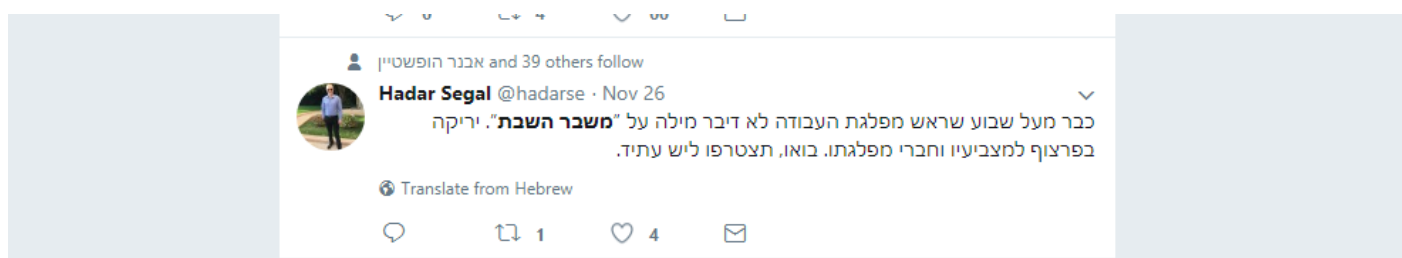 אבנר הופשטיין and 39 others follow
Hadar Segal @hadarse · Nov 26
כבר מעל שבוע שראש מפלגת העבודה לא דיבר מילה על "משבר השבת". יריקה
בפרצוף למצביעיו וחברי מפלגתו. בואו, תצטרפו ליש עתיד.
Translate from Hebrew
1 4